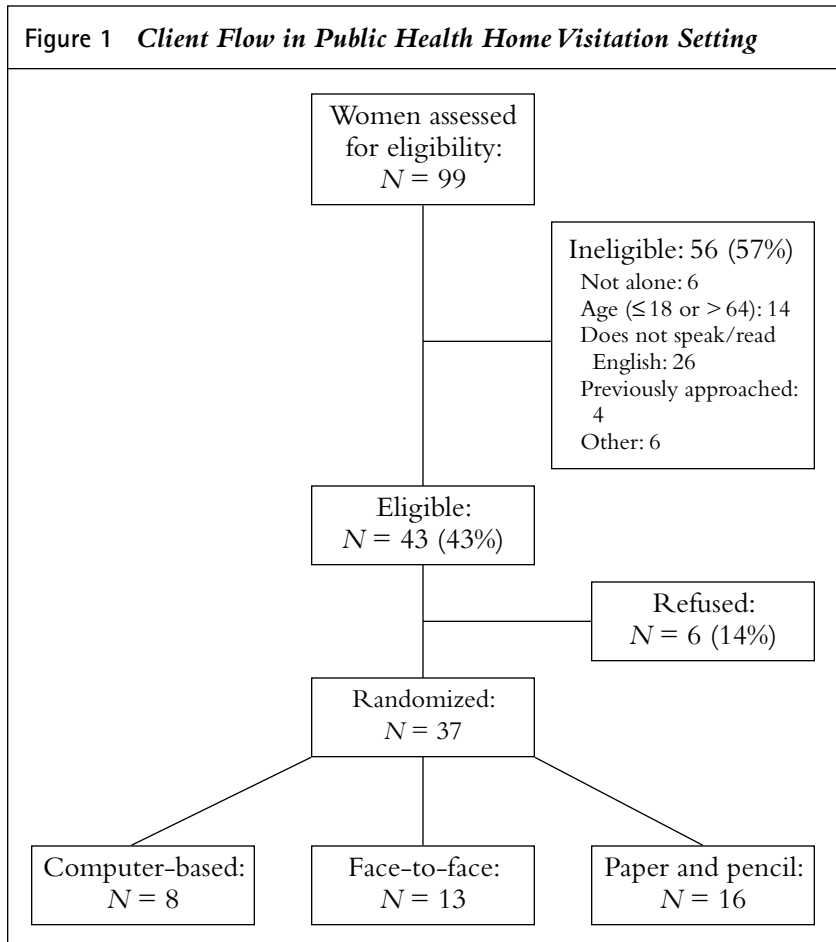 Figure 1 Client Flow in Public Health Home Visitation Setting
Women assessed
for eligibility:
N = 99
Ineligible: 56 (57%)
Not alone: 6
Age (≤ 18 or > 64): 14
Does not speak/read
English: 26
Previously approached:
4
Other: 6
Eligible:
N = 43 (43%)
Refused:
N = 6 (14%)
Randomized:
N = 37
Computer-based:
N = 8
Face-to-face:
N = 13
Paper and pencil:
N = 16